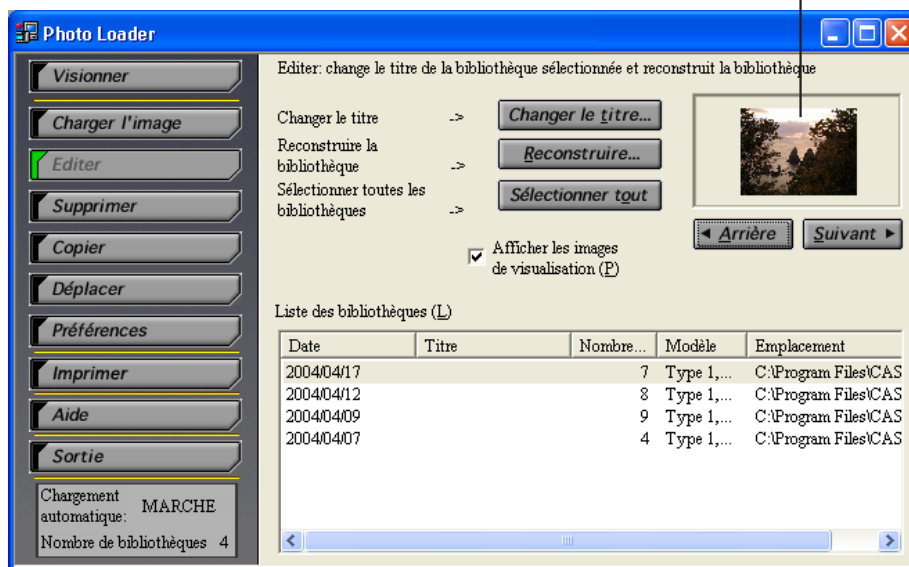 Photo Loader
Visionner
Charger l'image
Editer
Supprimer
Copier
Déplacer
Préférences
Imprimer
Aide
Sortie
Chargement
automatique: MARCHE
Nombre de bibliothèques 4
Editer: change le titre de la bibliothèque sélectionnée et reconstruit la bibliothèque
Changer le titre -> Changer le titre...
Reconstruire la
bibliothèque -> Reconstruire...
Sélectionner toutes les
bibliothèques -> Sélectionner tout
Arrière Suivant
Afficher les images
de visualisation (P)
Liste des bibliothèques (L)
Date Titre Nombre... Modèle Emplacement
2004/04/17 7 Type 1,... C:\Program Files\CAS
2004/04/12 8 Type 1,... C:\Program Files\CAS
2004/04/09 9 Type 1,... C:\Program Files\CAS
2004/04/07 4 Type 1,... C:\Program Files\CAS